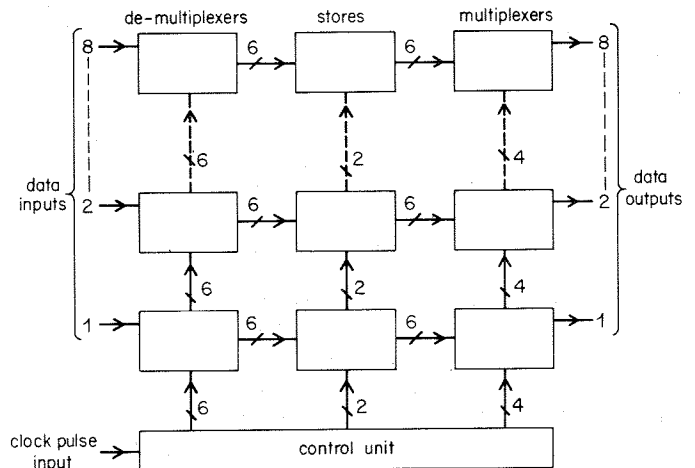 de-multiplexers stores multiplexers
8 6 6 8
6 2 4
data inputs
data outputs
2 6 6 2
6 2 4
1 6 6 1
6 2 4
clock pulse input
control unit